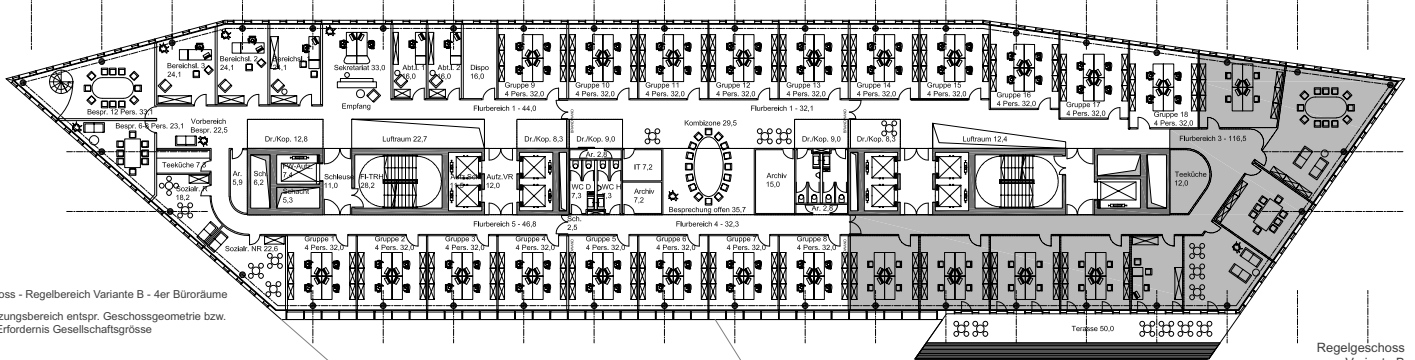 Bereichsl. 3
24,1
Bereichsl. 2
24,1
Sekretariat 33,0
Empfang
Abt.l. 2
16,0
Dispo
16,0
Gruppe 9
4 Pers. 32,0
Gruppe 10
4 Pers. 32,0
Gruppe 11
4 Pers. 32,0
Gruppe 12
4 Pers. 32,0
Gruppe 13
4 Pers. 32,0
Gruppe 14
4 Pers. 32,0
Gruppe 15
4 Pers. 32,0
Gruppe 16
4 Pers. 32,0
Gruppe 17
4 Pers. 32,0
Gruppe 18
4 Pers. 32,0
Bespr. 12 Pers. 33,1
Bespr. 6-8 Pers. 23,1
Vorbereich
Bespr. 22,5
Flurbereich 1 - 44,0
Flurbereich 1 - 32,1
Flurbereich 3 - 116,5
Dr./Kop. 12,8
Luftraum 22,7
Dr./Kop. 8,3
Dr./Kop. 9,0
Kombizone 29,5
Dr./Kop. 9,0
Dr./Kop. 8,3
Luftraum 12,4
Teeküche 7,3
Sozialr. R
18,2
Ar.
5,9
Sch.
6,2
7,4
Schacht
5,3
Schleuse
11,0
FI-TRH
28,2
Aufz.VR
12,0
Ar. 2,8
WC D
7,3
WC H
7,3
IT 7,2
Archiv
7,2
Besprechung offen 35,7
Archiv
15,0
Ar. 2,8
Teeküche
12,0
Sch.
2,5
Flurbereich 5 - 46,8
Flurbereich 4 - 32,3
Sozialr. NR 22,6
Gruppe 1
4 Pers. 32,0
Gruppe 2
4 Pers. 32,0
Gruppe 3
4 Pers. 32,0
Gruppe 4
4 Pers. 32,0
Gruppe 5
4 Pers. 32,0
Gruppe 6
4 Pers. 32,0
Gruppe 7
4 Pers. 32,0
Gruppe 8
4 Pers. 32,0
Terasse 50,0
oss - Regelbereich Variante B - 4er Büroräume
zungsbereich entspr. Geschossgeometrie bzw.
Erfordernis Gesellschaftsgrösse
Regelgeschoss